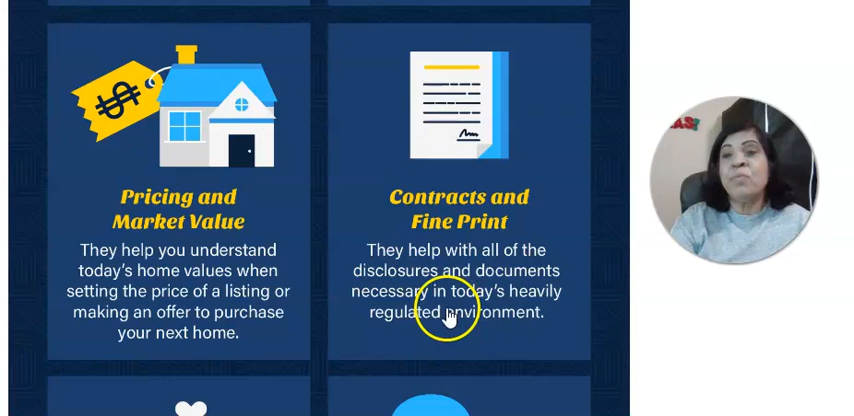 Pricing and
Market Value
They help you understand
today's home values when
setting the price of a listing or
making an offer to purchase
your next home.
Contracts and
Fine Print
They help with all of the
disclosures and documents
necessary in today's heavily
regulated environment.